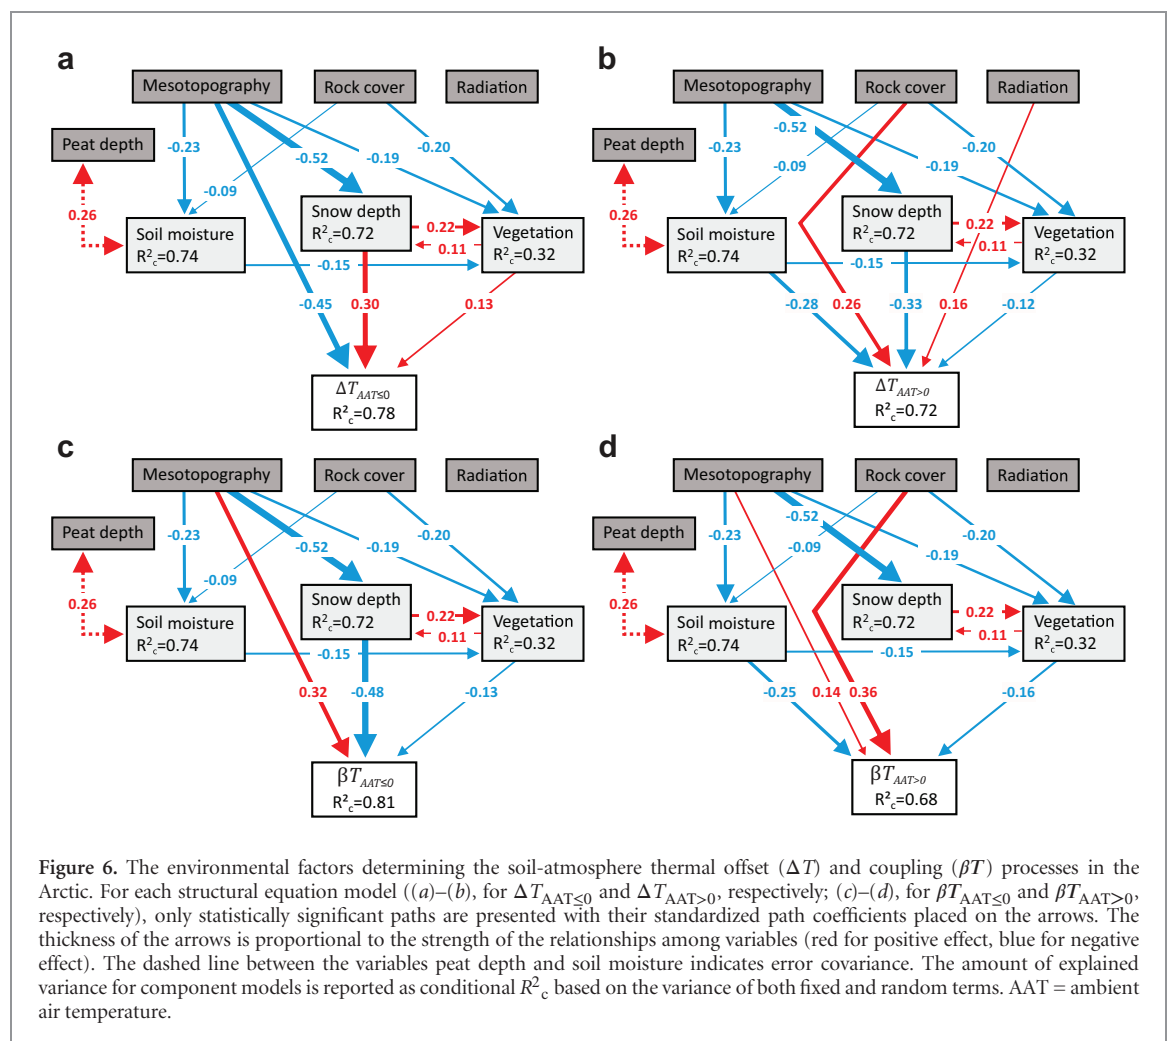 a
Mesotopography
Rock cover
Radiation
Peat depth
-0.23
-0.52
-0.19
-0.20
-0.09
0.26
Soil moisture
R²c=0.74
Snow depth
R²c=0.72
0.22
0.11
Vegetation
R²c=0.32
-0.15
-0.45
0.30
0.13
ΔT AAT≤0
R²c=0.78
b
Mesotopography
Rock cover
Radiation
Peat depth
-0.52
-0.23
-0.20
-0.19
-0.09
0.26
Soil moisture
R²c=0.74
Snow depth
R²c=0.72
0.22
0.11
Vegetation
R²c=0.32
-0.15
-0.28
0.26
-0.33
0.16
-0.12
ΔT AAT>0
R²c=0.72
c
Mesotopography
Rock cover
Radiation
Peat depth
-0.23
-0.52
-0.19
-0.20
-0.09
0.26
Soil moisture
R²c=0.74
Snow depth
R²c=0.72
0.22
0.11
Vegetation
R²c=0.32
-0.15
0.32
-0.48
-0.13
βT AAT≤0
R²c=0.81
d
Mesotopography
Rock cover
Radiation
Peat depth
-0.52
-0.23
-0.20
-0.19
-0.09
0.26
Soil moisture
R²c=0.74
Snow depth
R²c=0.72
0.22
0.11
Vegetation
R²c=0.32
-0.15
-0.25
0.14
0.36
-0.16
βT AAT>0
R²c=0.68
Figure 6. The environmental factors determining the soil-atmosphere thermal offset (ΔT) and coupling (βT) processes in the
Arctic. For each structural equation model ((a)–(b), for ΔT AAT≤0 and ΔT AAT>0, respectively; (c)–(d), for βT AAT≤0 and βT AAT>0,
respectively), only statistically significant paths are presented with their standardized path coefficients placed on the arrows. The
thickness of the arrows is proportional to the strength of the relationships among variables (red for positive effect, blue for negative
effect). The dashed line between the variables peat depth and soil moisture indicates error covariance. The amount of explained
variance for component models is reported as conditional R²c based on the variance of both fixed and random terms. AAT = ambient
air temperature.